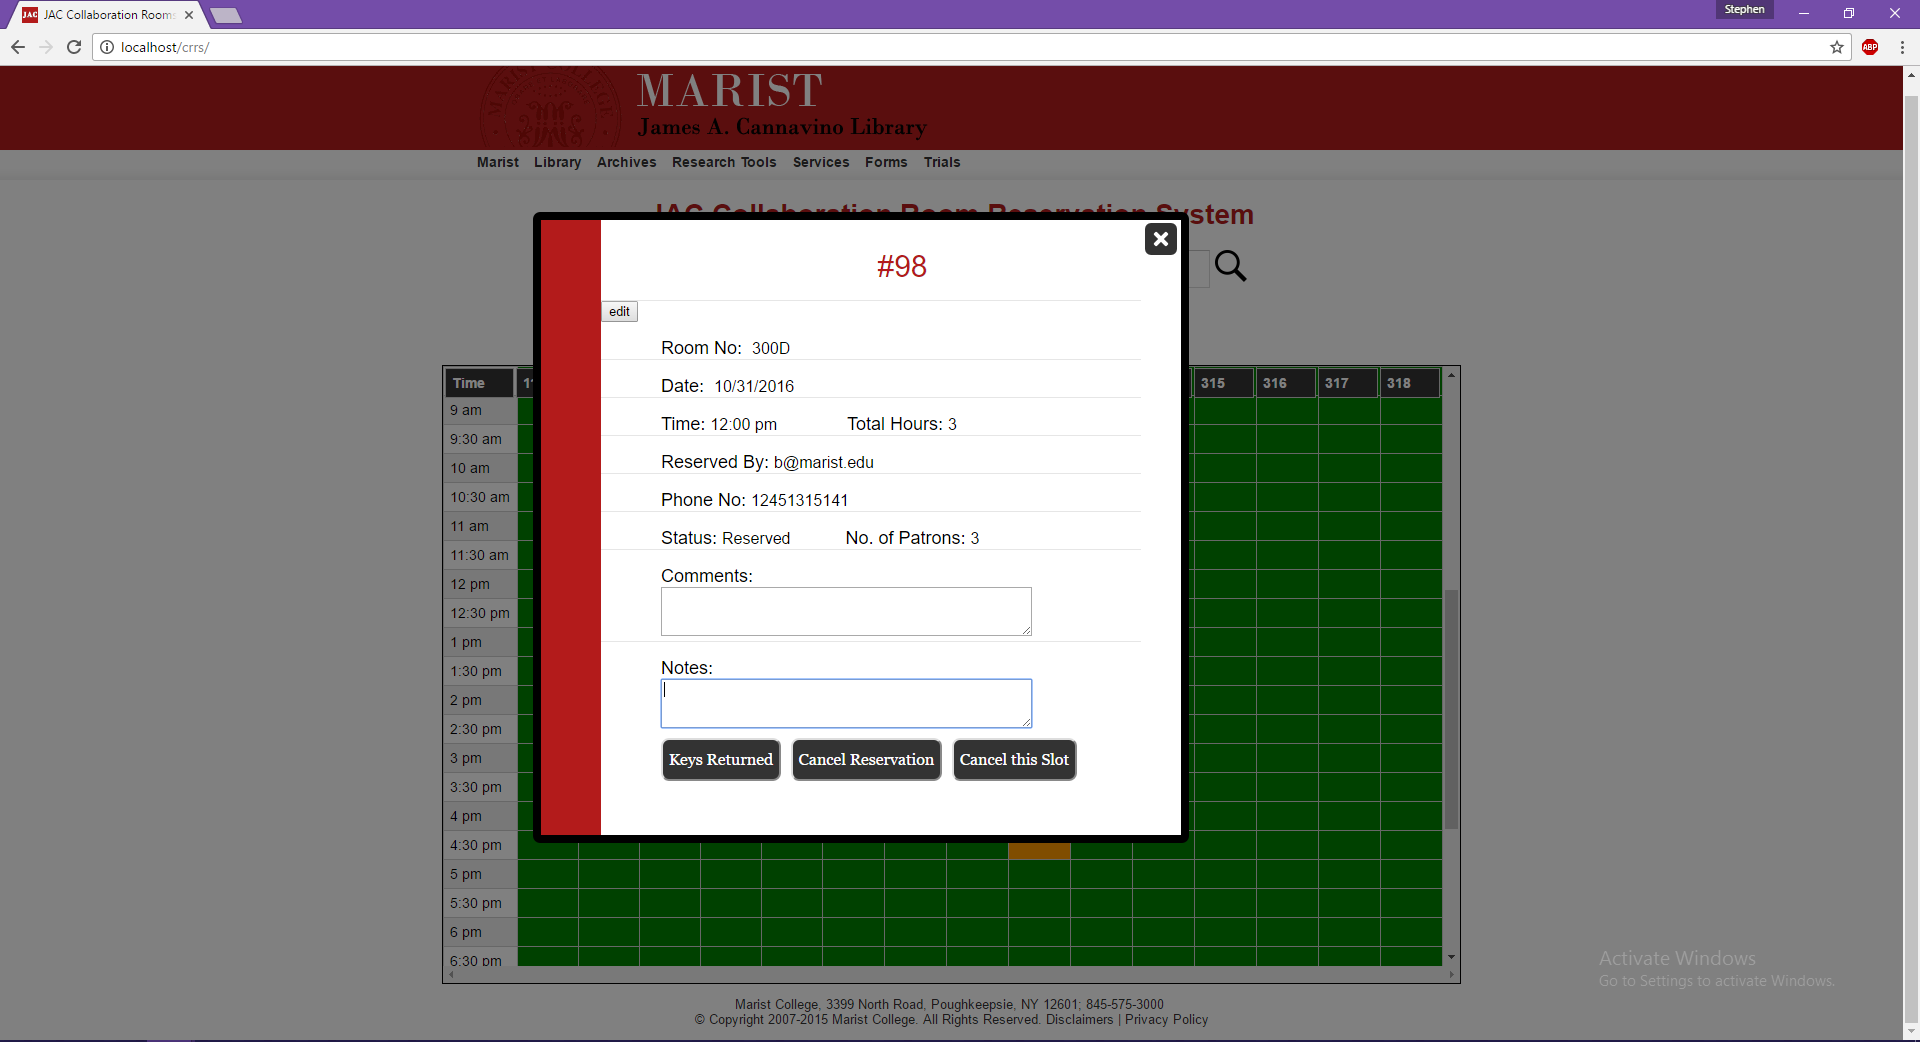 JAC Collaboration Rooms
Stephen
localhost/crrs/
ABP
MARIST
James A. Cannavino Library
Marist Library Archives Research Tools Services Forms Trials
JAC Collaboration Room Reservation System
#98
edit
Room No: 300D
Date: 10/31/2016
Time: 12:00 pm Total Hours: 3
Reserved By: b@marist.edu
Phone No: 12451315141
Status: Reserved No. of Patrons: 3
Comments:
Notes:
Keys Returned Cancel Reservation Cancel this Slot
Time 315 316 317 318
9 am
9:30 am
10 am
10:30 am
11 am
11:30 am
12 pm
12:30 pm
1 pm
1:30 pm
2 pm
2:30 pm
3 pm
3:30 pm
4 pm
4:30 pm
5 pm
5:30 pm
6 pm
6:30 pm
Activate Windows
Go to Settings to activate Windows.
Marist College, 3399 North Road, Poughkeepsie, NY 12601; 845-575-3000
© Copyright 2007-2015 Marist College. All Rights Reserved. Disclaimers | Privacy Policy